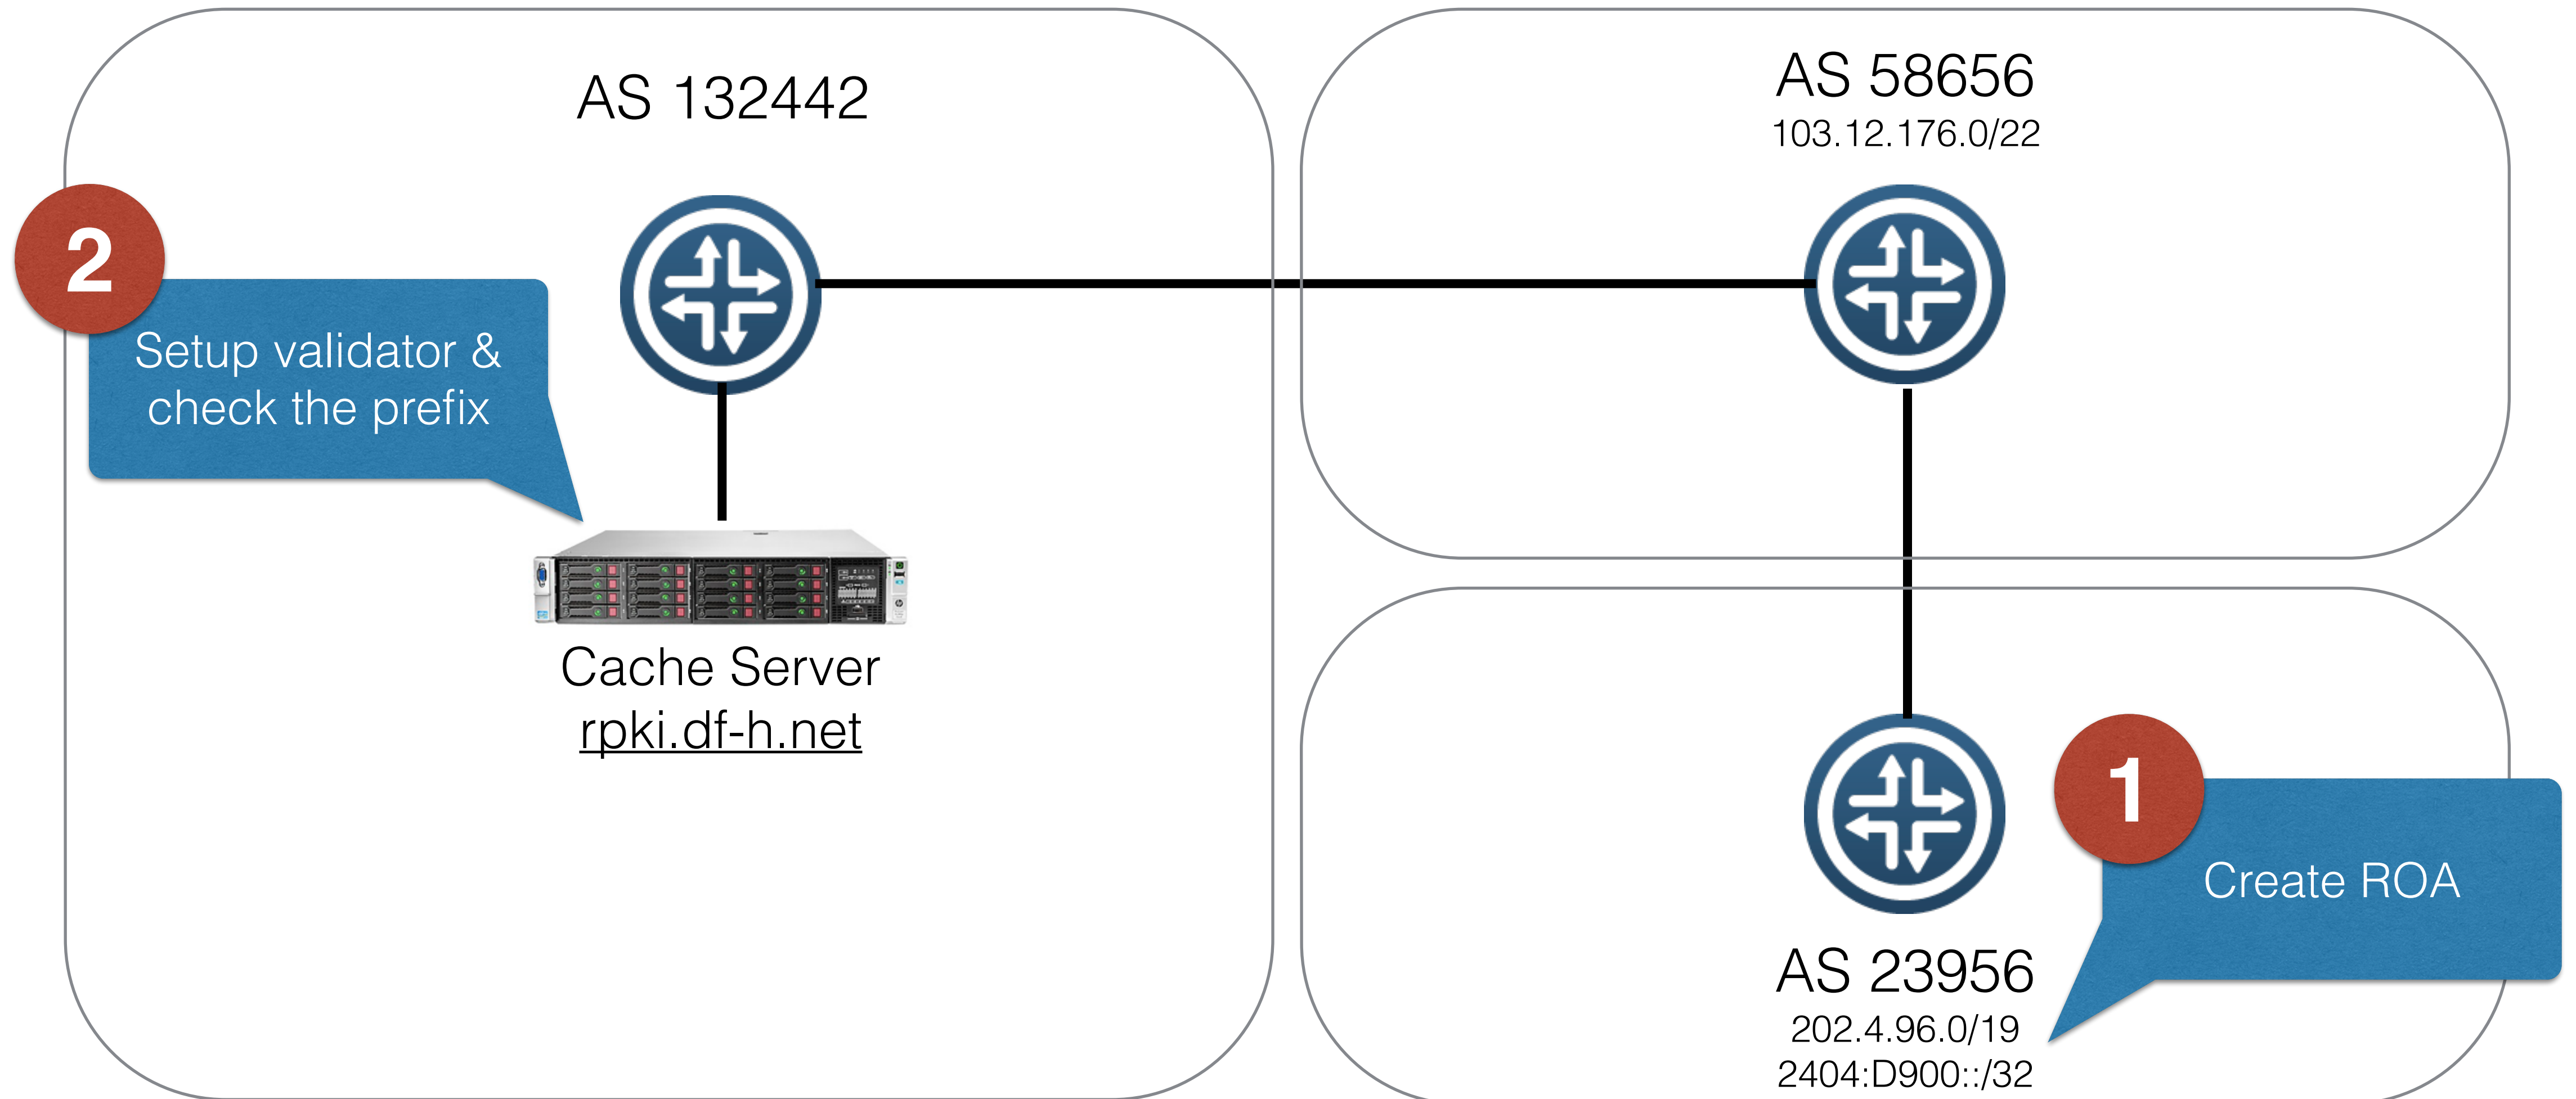 AS 132442
2
Setup validator &
check the prefix
Cache Server
rpki.df-h.net
AS 58656
103.12.176.0/22
1
Create ROA
AS 23956
202.4.96.0/19
2404:D900::/32